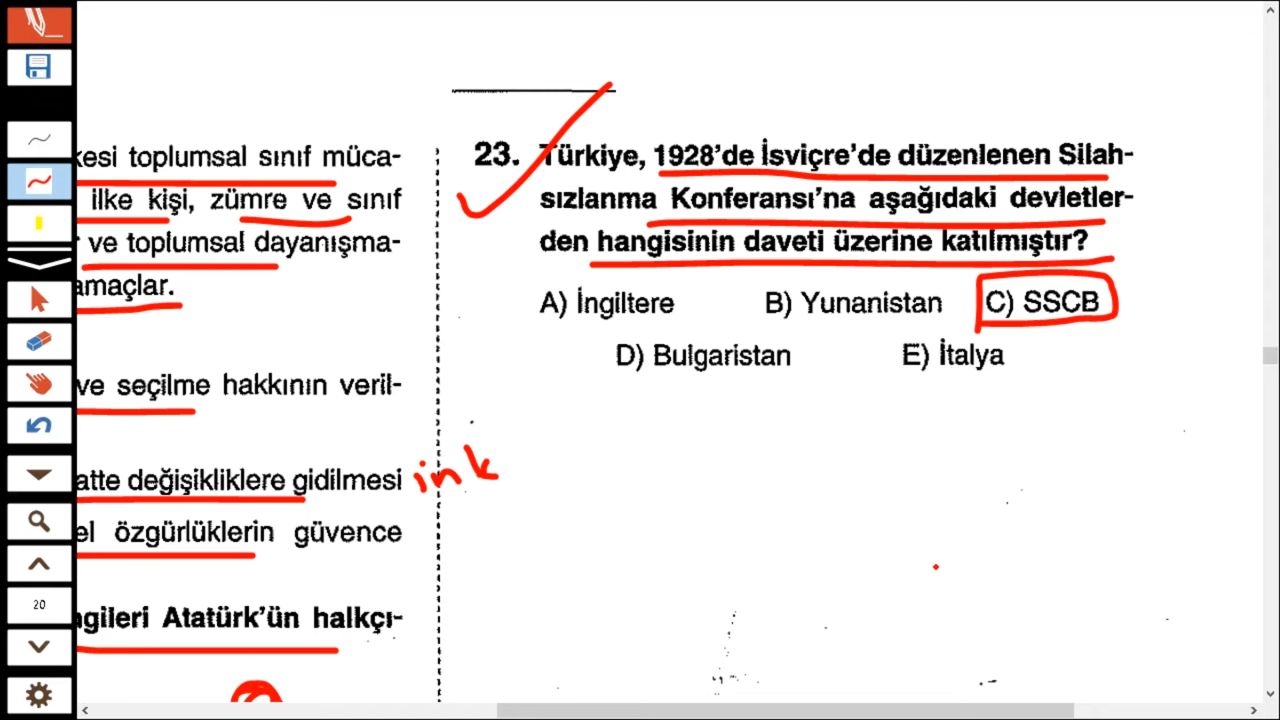 kesi toplumsal sınıf müca-
ilke kişi, zümre ve sınıf
ve toplumsal dayanışma-
amaçlar.
ve seçilme hakkının veril-
atte değişikliklere gidilmesi
ink
el özgürlüklerin güvence
ngileri Atatürk'ün halkçı-
23. Türkiye, 1928'de İsviçre'de düzenlenen Silah-
sızlanma Konferansı'na aşağıdaki devletler-
den hangisinin daveti üzerine katılmıştır?
A) İngiltere B) Yunanistan C) SSCB
D) Bulgaristan E) İtalya
20